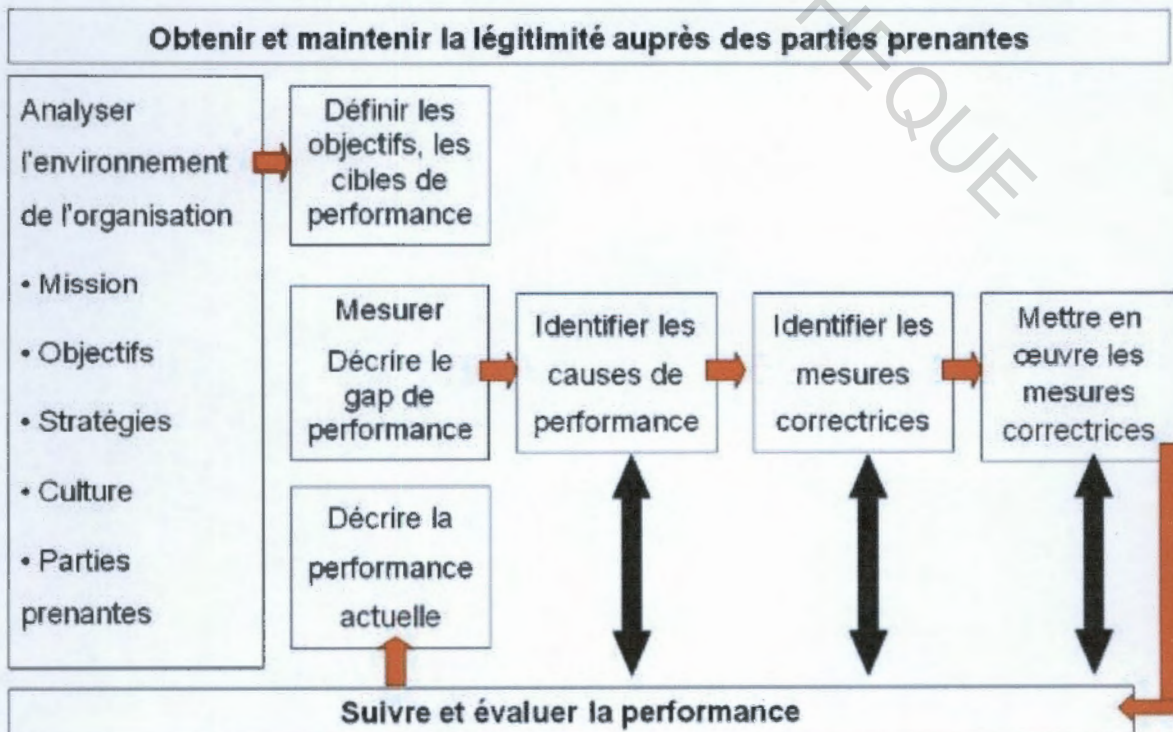 Obtenir et maintenir la légitimité auprès des parties prenantes
Analyser
l'environnement
de l'organisation
• Mission
• Objectifs
• Stratégies
• Culture
• Parties
prenantes
Définir les
objectifs, les
cibles de
performance
Mesurer
Décrire le
gap de
performance
Décrire la
performance
actuelle
Identifier les
causes de
performance
Identifier les
mesures
correctrices
Mettre en
œuvre les
mesures
correctrices
Suivre et évaluer la performance
HEQUE